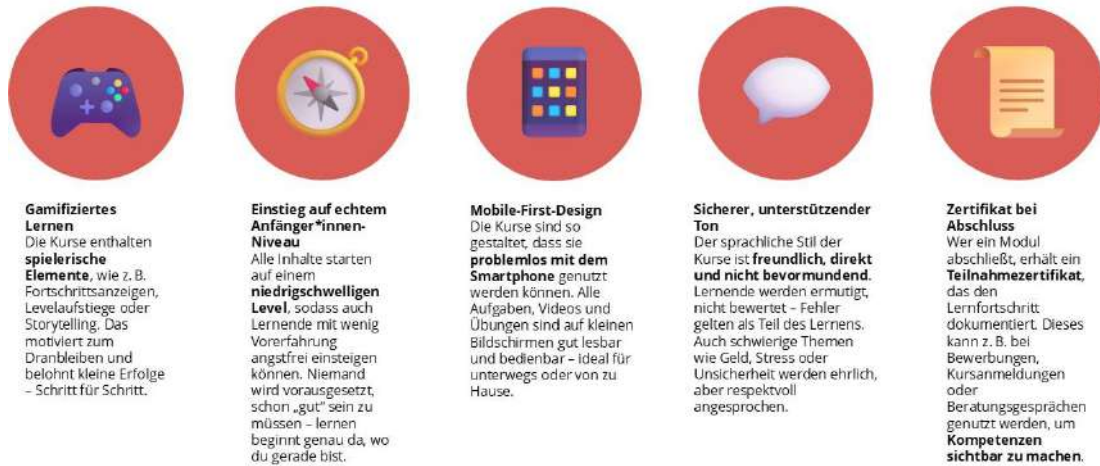 Gamifiziertes
Lernen
Die Kurse enthalten
spielerische
Elemente, wie z. B.
Fortschrittsanzeigen,
Levelaufstiege oder
Storytelling. Das
motiviert zum
Dranbleiben und
belohnt kleine Erfolge
– Schritt für Schritt.
Einstieg auf echtem
Anfänger*innen-
Niveau
Alle Inhalte starten
auf einem
niedrigschwelligen
Level, sodass auch
Lernende mit wenig
Vorerfahrung
angstfrei einsteigen
können. Niemand
wird vorausgesetzt,
schon „gut“ sein zu
müssen – lernen
beginnt genau da, wo
du gerade bist.
Mobile-First-Design
Die Kurse sind so
gestaltet, dass sie
problemlos mit dem
Smartphone genutzt
werden können. Alle
Aufgaben, Videos und
Übungen sind auf kleinen
Bildschirmen gut lesbar
und bedienbar – ideal für
unterwegs oder von zu
Hause.
Sicherer, unterstützender
Ton
Der sprachliche Stil der
Kurse ist freundlich, direkt
und nicht bevormundend.
Lernende werden ermutigt,
nicht bewertet – Fehler
gelten als Teil des Lernens.
Auch schwierige Themen
wie Geld, Stress oder
Unsicherheit werden ehrlich,
aber respektvoll
angesprochen.
Zertifikat bei
Abschluss
Wer ein Modul
abschließt, erhält ein
Teilnahmezertifikat,
das den
Lernfortschritt
dokumentiert. Dieses
kann z. B. bei
Bewerbungen,
Kursanmeldungen
oder
Beratungsgesprächen
genutzt werden, um
Kompetenzen
sichtbar zu machen.